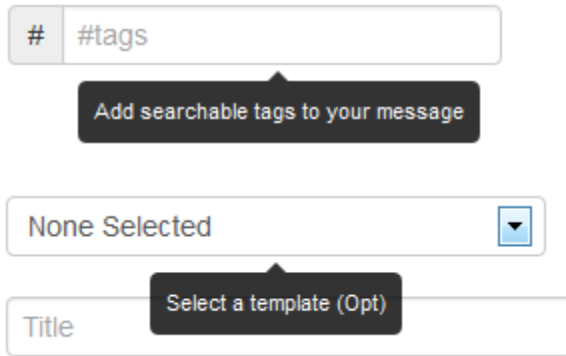 # #tags
Add searchable tags to your message
None Selected
Select a template (Opt)
Title